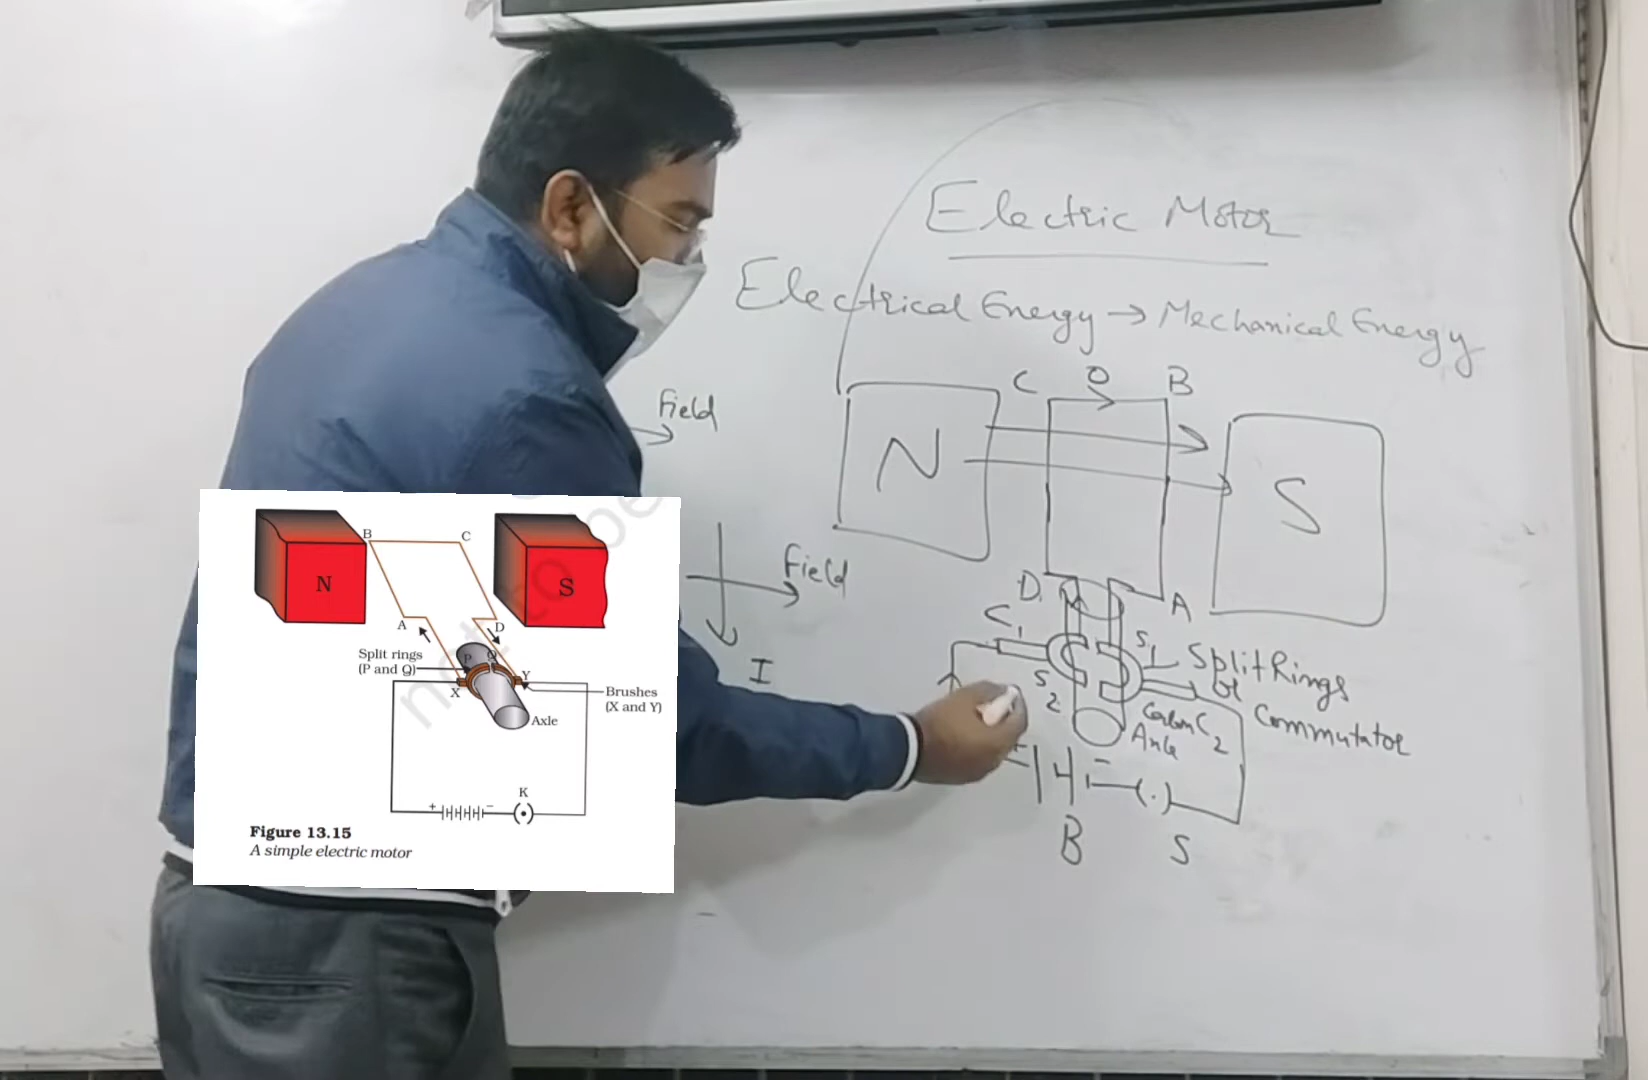 Electric Motor
Electrical Energy → Mechanical Energy
Field
C O B
N
S
Field
I
D
A
C1
S1
Split Rings
or
Commutator
S2
Carbon C2
Axle
+
-
B
S
B
C
N
S
A
D
Split rings
(P and Q)
P
Q
X
Y
Brushes
(X and Y)
Axle
K
+
-
Figure 13.15
A simple electric motor